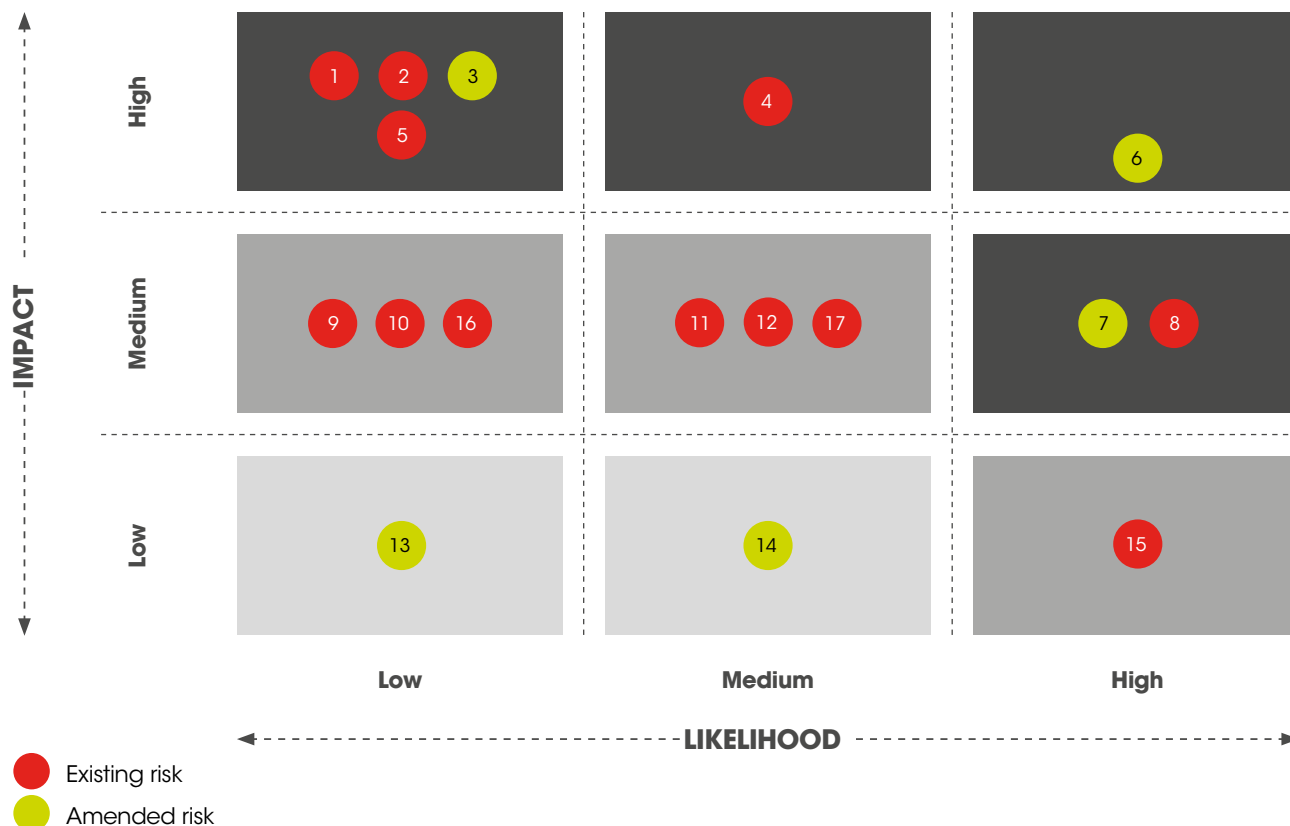 IMPACT
High
1 2 3
5
4
6
Medium
9 10 16
11 12 17
7 8
Low
13
14
15
Low Medium High
LIKELIHOOD
Existing risk
Amended risk